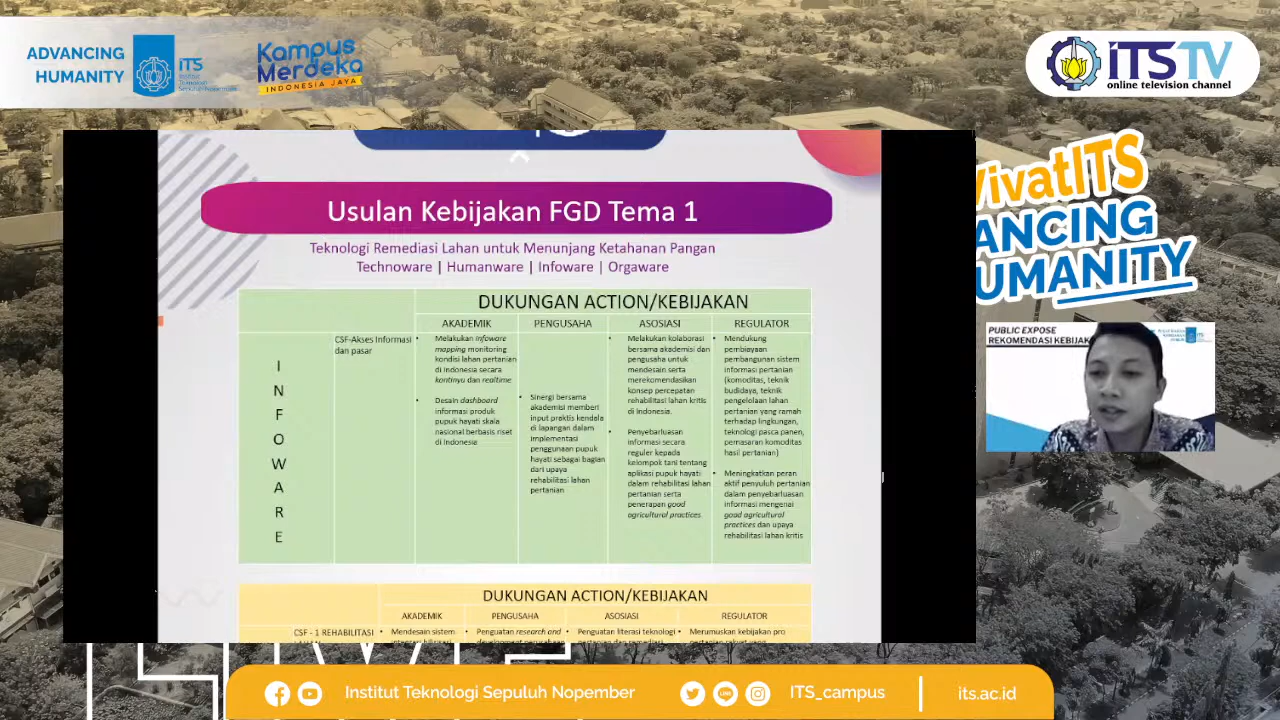 ADVANCING
HUMANITY
ITS
Institut
Teknologi
Sepuluh Nopember
Kampus
Merdeka
INDONESIA JAYA
iTSTV
online television channel
VivatITS
ANCING
UMANITY
Usulan Kebijakan FGD Tema 1
Teknologi Remediasi Lahan untuk Menunjang Ketahanan Pangan
Technoware | Humanware | Infoware | Orgaware
DUKUNGAN ACTION/KEBIJAKAN
AKADEMIK PENGUSAHA ASOSIASI REGULATOR
I
N
F
O
W
A
R
E
CSF-Akses Informasi
dan pasar
• Melakukan infoware
mapping monitoring
kondisi lahan pertanian
di Indonesia secara
kontinyu dan realtime
• Desain dashboard
informasi produk
pupuk hayati skala
nasional berbasis riset
di Indonesia
• Sinergi bersama
akademisi memberi
input praktis kendala
di lapangan dalam
implementasi
penggunaan pupuk
hayati sebagai bagian
dari upaya
rehabilitasi lahan
pertanian
• Melakukan kolaborasi
bersama akademisi dan
pengusaha untuk
mendesain serta
merekomendasikan
konsep percepatan
rehabilitasi lahan kritis
di Indonesia.
• Penyebarluasan
informasi secara
reguler kepada
kelompok tani tentang
aplikasi pupuk hayati
dalam rehabilitasi lahan
pertanian serta
penerapan good
agricultural practices.
• Mendukung
pembiayaan
pembangunan sistem
informasi pertanian
(komoditas, teknik
budidaya, teknik
pengelolaan lahan
pertanian yang ramah
terhadap lingkungan,
teknologi pasca panen,
pemasaran komoditas
hasil pertanian)
• Meningkatkan peran
aktif penyuluh pertanian
dalam penyebarluasan
informasi mengenai
good agricultural
practices dan upaya
rehabilitasi lahan kritis
DUKUNGAN ACTION/KEBIJAKAN
AKADEMIK PENGUSAHA ASOSIASI REGULATOR
CSF - 1 REHABILITASI • Mendesain sistem • Penguatan research and • Penguatan literasi teknologi • Merumuskan kebijakan pro
PUBLIC EXPOSE
REKOMENDASI KEBIJAK
Institut Teknologi Sepuluh Nopember
ITS_campus
its.ac.id